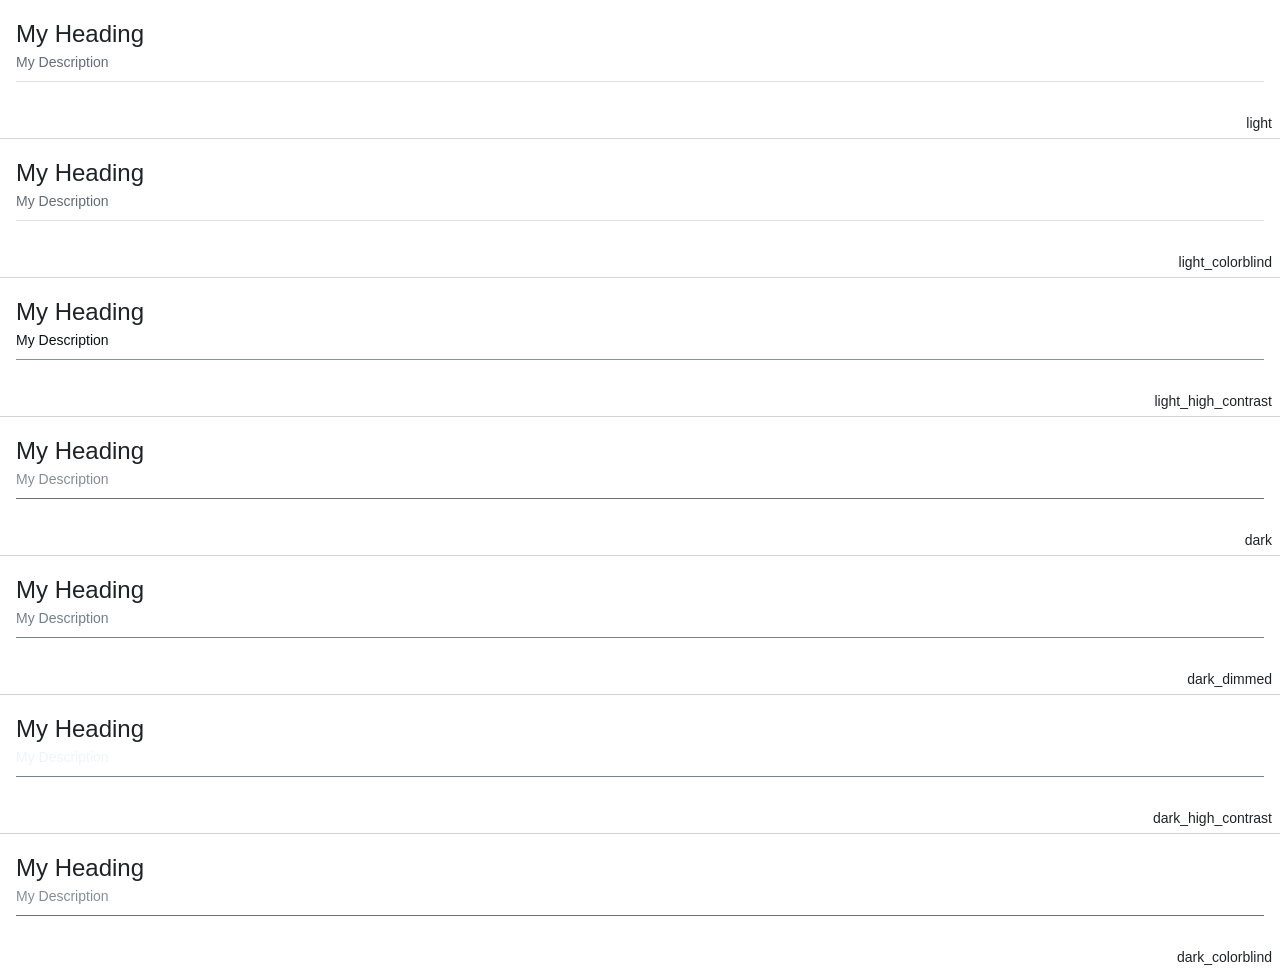 My Heading
My Description
light
My Heading
My Description
light_colorblind
My Heading
My Description
light_high_contrast
My Heading
My Description
dark
My Heading
My Description
dark_dimmed
My Heading
My Description
dark_high_contrast
My Heading
My Description
dark_colorblind